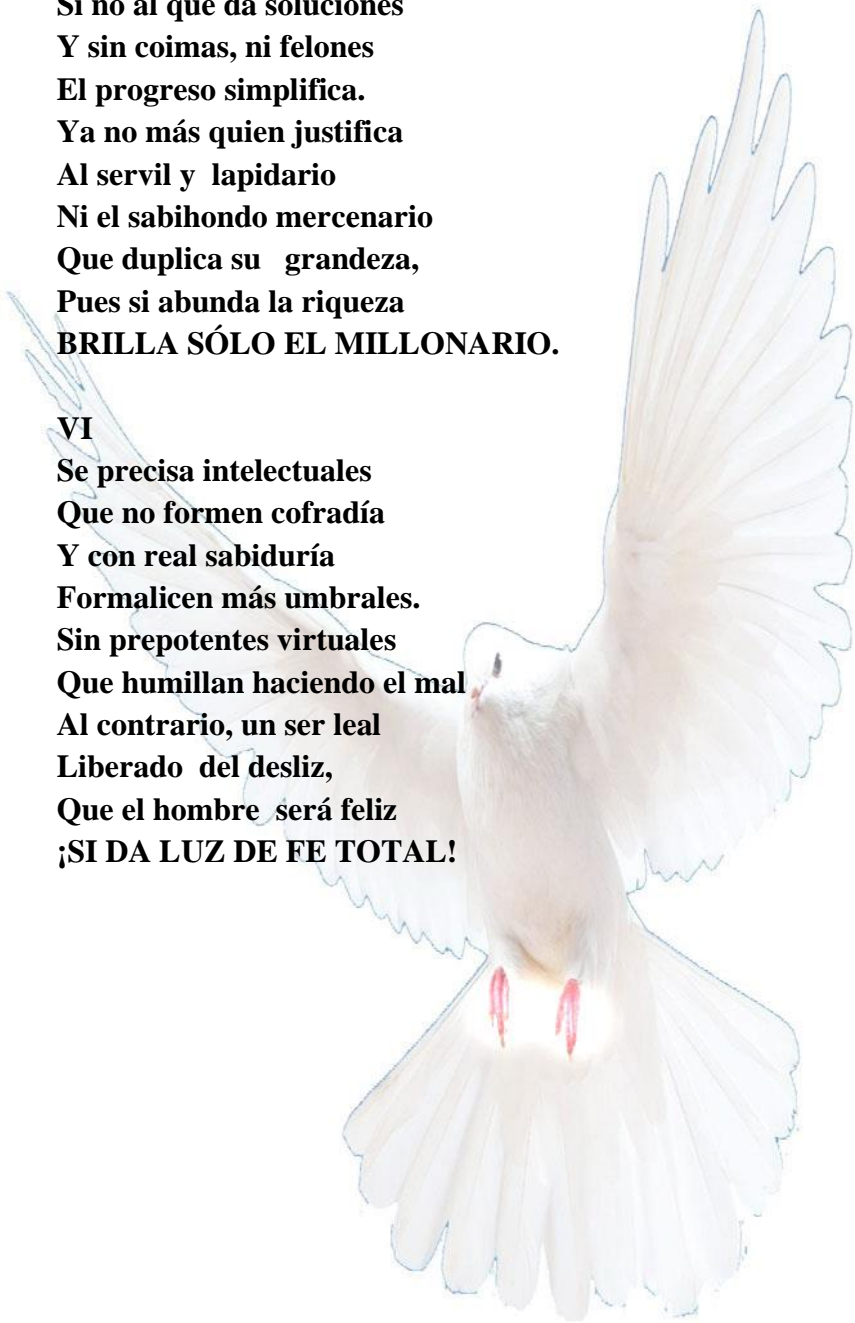 Si no al que da soluciones
Y sin coimas, ni felones
El progreso simplifica.
Ya no más quien justifica
Al servil y  lapidario
Ni el sabihondo mercenario
Que duplica su   grandeza,
Pues si abunda la riqueza
BRILLA SÓLO EL MILLONARIO.

VI
Se precisa intelectuales
Que no formen cofradía
Y con real sabiduría
Formalicen más umbrales.
Sin prepotentes virtuales
Que humillan haciendo el mal
Al contrario, un ser leal
Liberado  del desliz,
Que el hombre  será feliz
¡SI DA LUZ DE FE TOTAL!